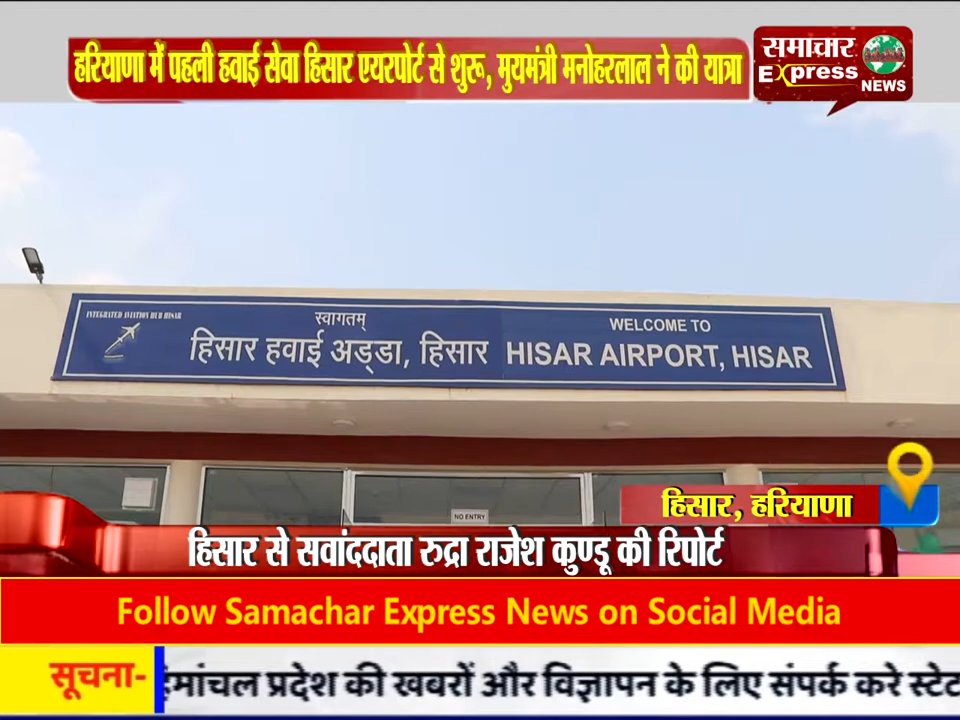 हरियाणा में पहली हवाई सेवा हिसार एयरपोर्ट से शुरू, मुयमंत्री मनोहरलाल ने की यात्रा
समाचार
Express
NEWS
INTEGRATED AVIATION HUB HISAR
स्वागतम्
हिसार हवाई अड्डा, हिसार
WELCOME TO
HISAR AIRPORT, HISAR
NO ENTRY
हिसार, हरियाणा
हिसार से सवांददाता रुद्रा राजेश कुण्डू की रिपोर्ट
Follow Samachar Express News on Social Media
सूचना- हिमांचल प्रदेश की खबरों और विज्ञापन के लिए संपर्क करे स्टेट